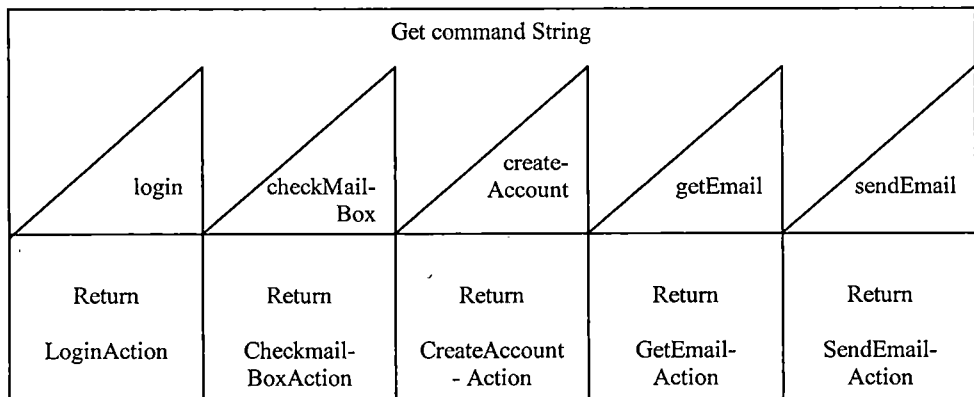 Get command String
login
checkMail-
Box
create-
Account
getEmail
sendEmail
Return
LoginAction
Return
Checkmail-
BoxAction
Return
CreateAccount
- Action
Return
GetEmail-
Action
Return
SendEmail-
Action